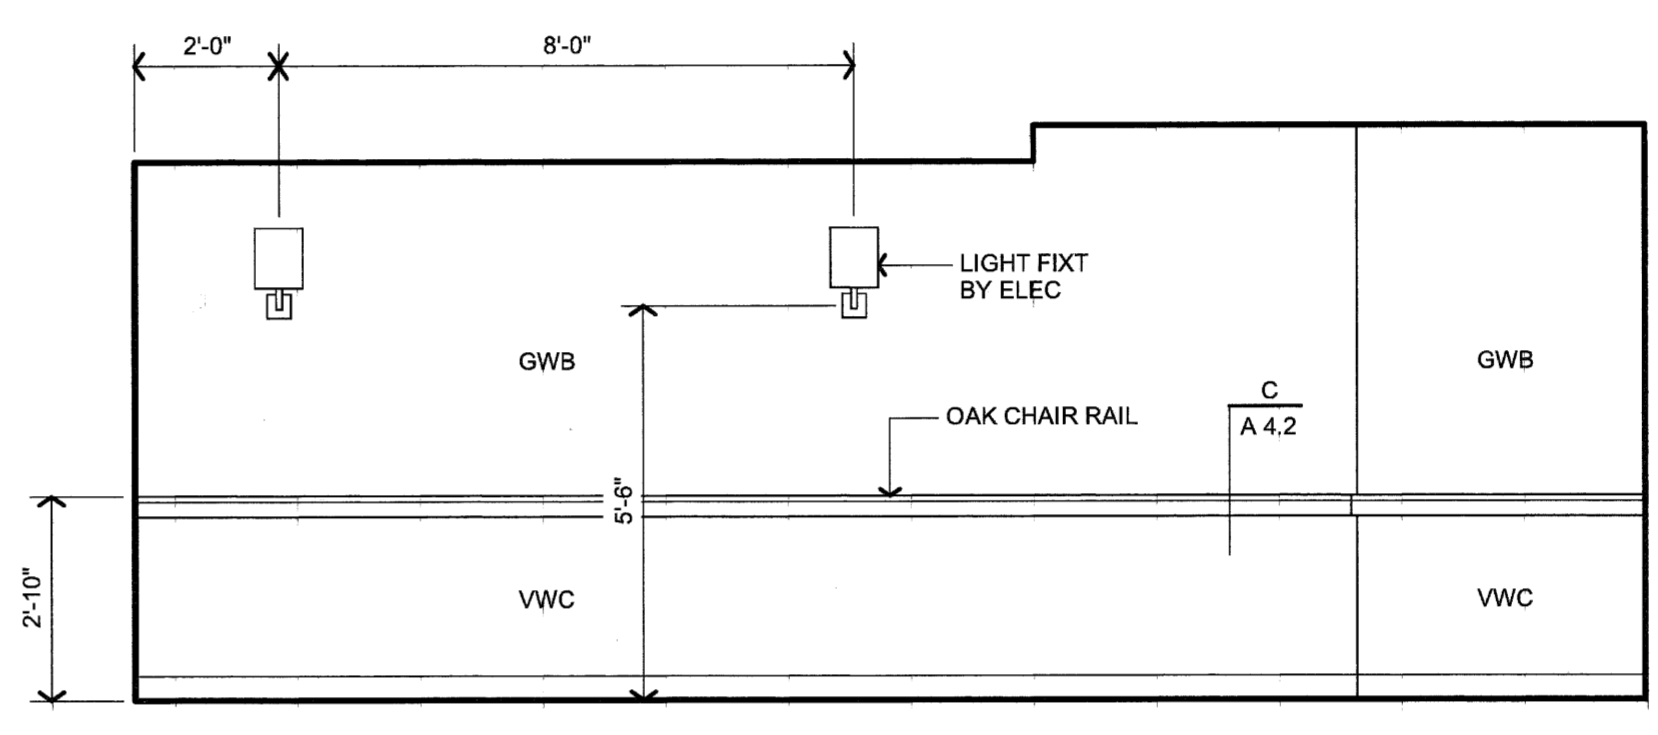 2'-0"
8'-0"
LIGHT FIXT
BY ELEC
GWB
GWB
C
A 4.2
OAK CHAIR RAIL
5'-6"
2'-10"
VWC
VWC